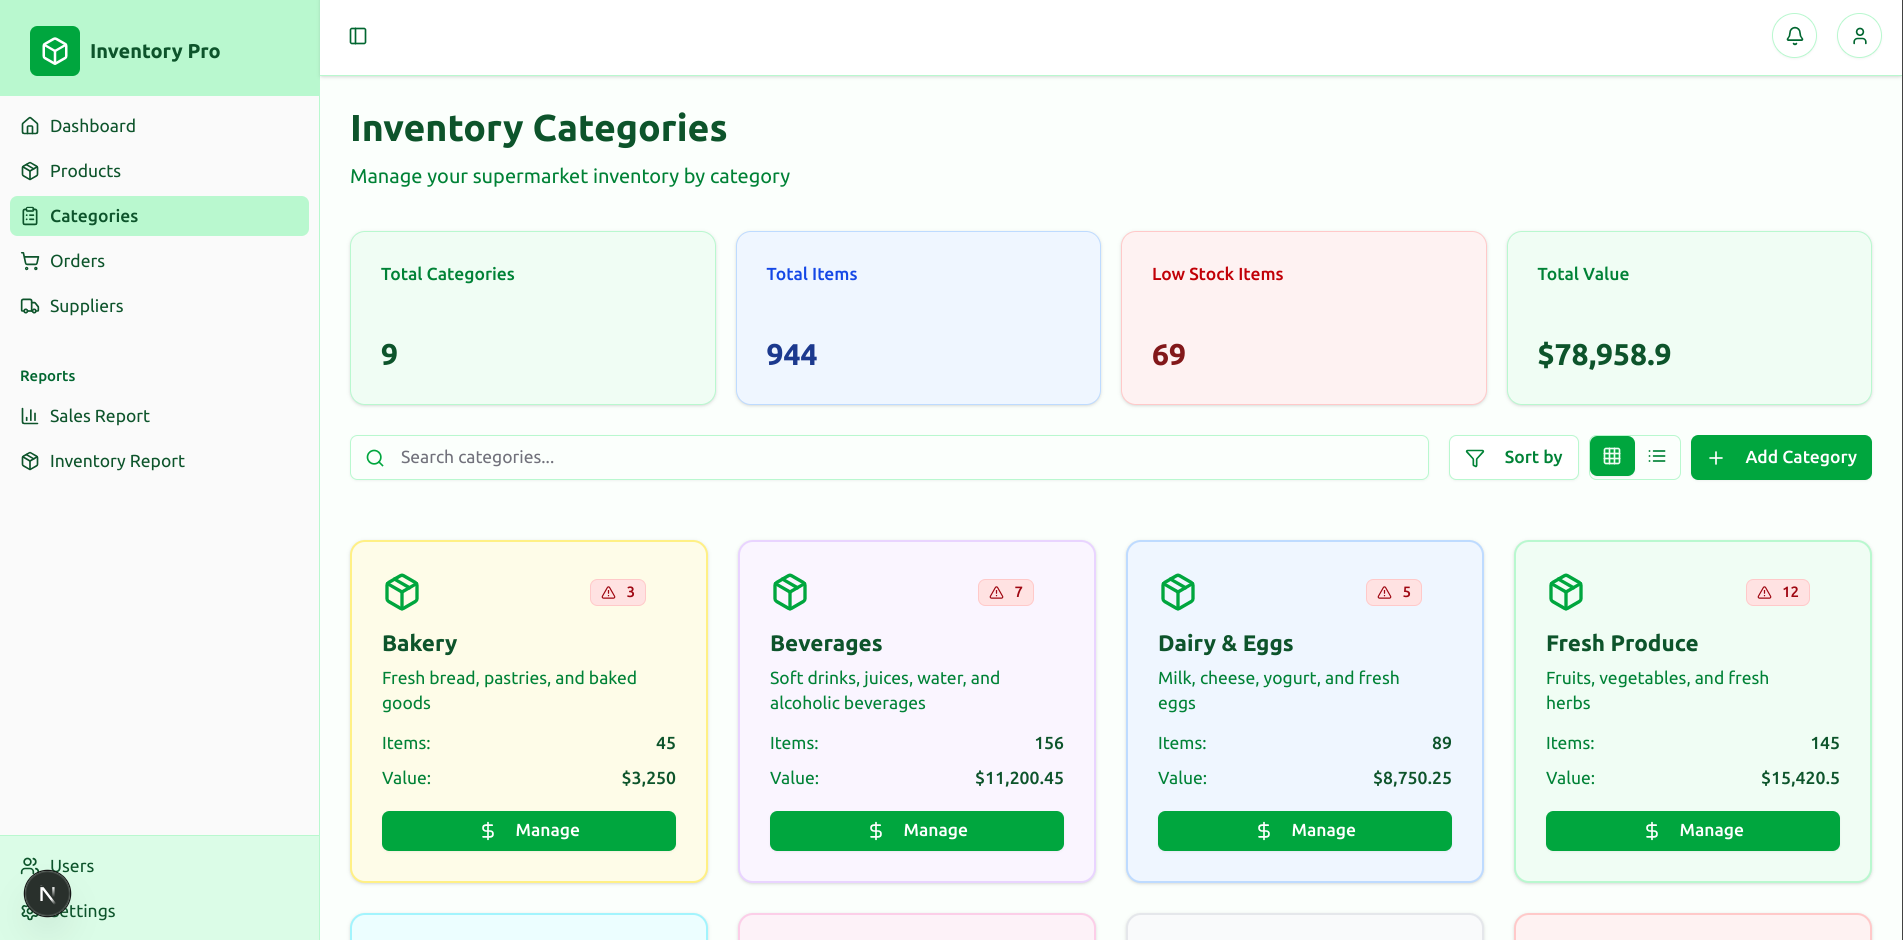 Inventory Pro
Dashboard
Products
Categories
Orders
Suppliers
Reports
Sales Report
Inventory Report
Users
ettings
N
Inventory Categories
Manage your supermarket inventory by category
Total Categories
9
Total Items
944
Low Stock Items
69
Total Value
$78,958.9
Search categories...
Sort by
Add Category
3
Bakery
Fresh bread, pastries, and baked
goods
Items: 45
Value: $3,250
$ Manage
7
Beverages
Soft drinks, juices, water, and
alcoholic beverages
Items: 156
Value: $11,200.45
$ Manage
5
Dairy & Eggs
Milk, cheese, yogurt, and fresh
eggs
Items: 89
Value: $8,750.25
$ Manage
12
Fresh Produce
Fruits, vegetables, and fresh
herbs
Items: 145
Value: $15,420.5
$ Manage